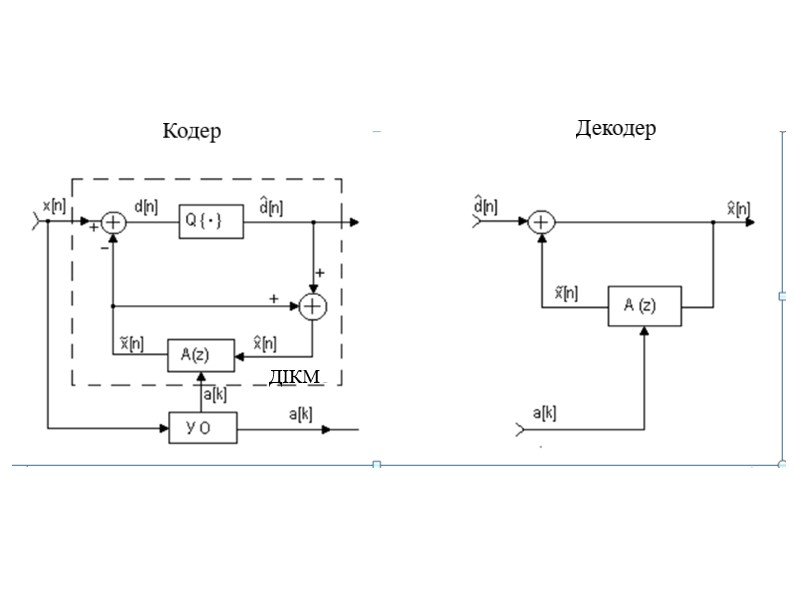 Кодер
Декодер
x[n]
d[n]
Q{·}
d̂[n]
+
−
+
+
x̃[n]
A(z)
x̂[n]
ДІКМ
a[k]
УО
a[k]
d̂[n]
x̂[n]
x̃[n]
A (z)
a[k]